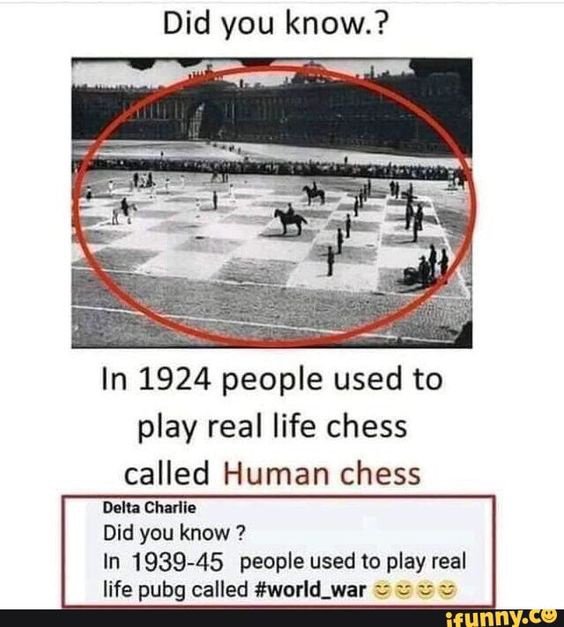 Did you know.?
In 1924 people used to
play real life chess
called Human chess
Delta Charlie
Did you know ?
In 1939-45 people used to play real
life pubg called #world_war 😊😊😊😊
ifunny.co